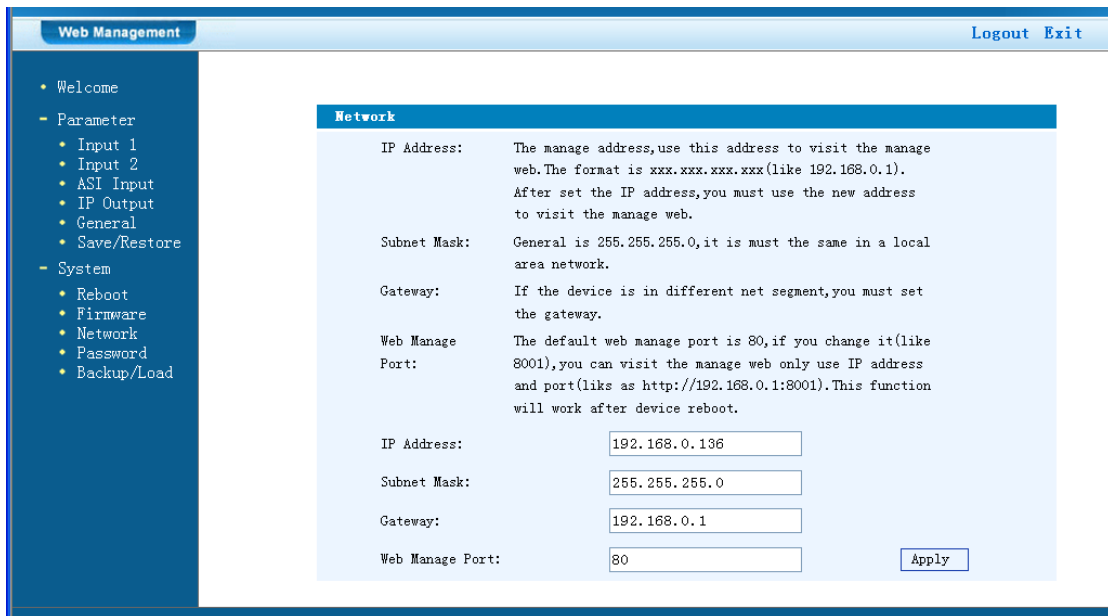 Web Management
Logout Exit
Welcome
Parameter
Input 1
Input 2
ASI Input
IP Output
General
Save/Restore
System
Reboot
Firmware
Network
Password
Backup/Load
Network
IP Address: The manage address,use this address to visit the manage
web.The format is xxx.xxx.xxx.xxx(like 192.168.0.1).
After set the IP address,you must use the new address
to visit the manage web.
Subnet Mask: General is 255.255.255.0,it is must the same in a local
area network.
Gateway: If the device is in different net segment,you must set
the gateway.
Web Manage The default web manage port is 80,if you change it(like
Port: 8001),you can visit the manage web only use IP address
and port(liks as http://192.168.0.1:8001).This function
will work after device reboot.
IP Address: 192.168.0.136
Subnet Mask: 255.255.255.0
Gateway: 192.168.0.1
Web Manage Port: 80 Apply